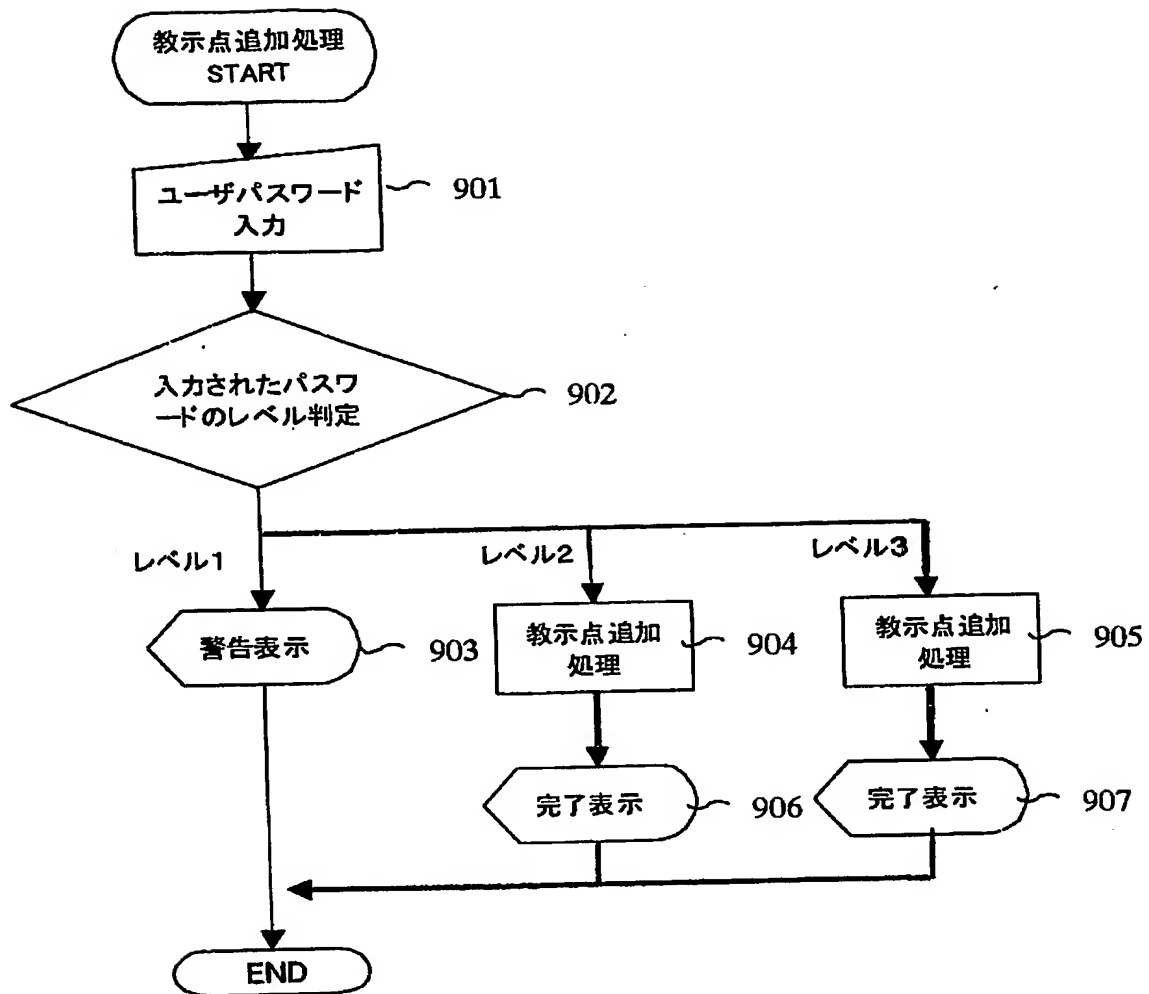 教示点追加処理
START
ユーザパスワード
入力
901
入力されたパスワ
ードのレベル判定
902
レベル1
レベル2
レベル3
警告表示
903
教示点追加
処理
904
教示点追加
処理
905
完了表示
906
完了表示
907
END